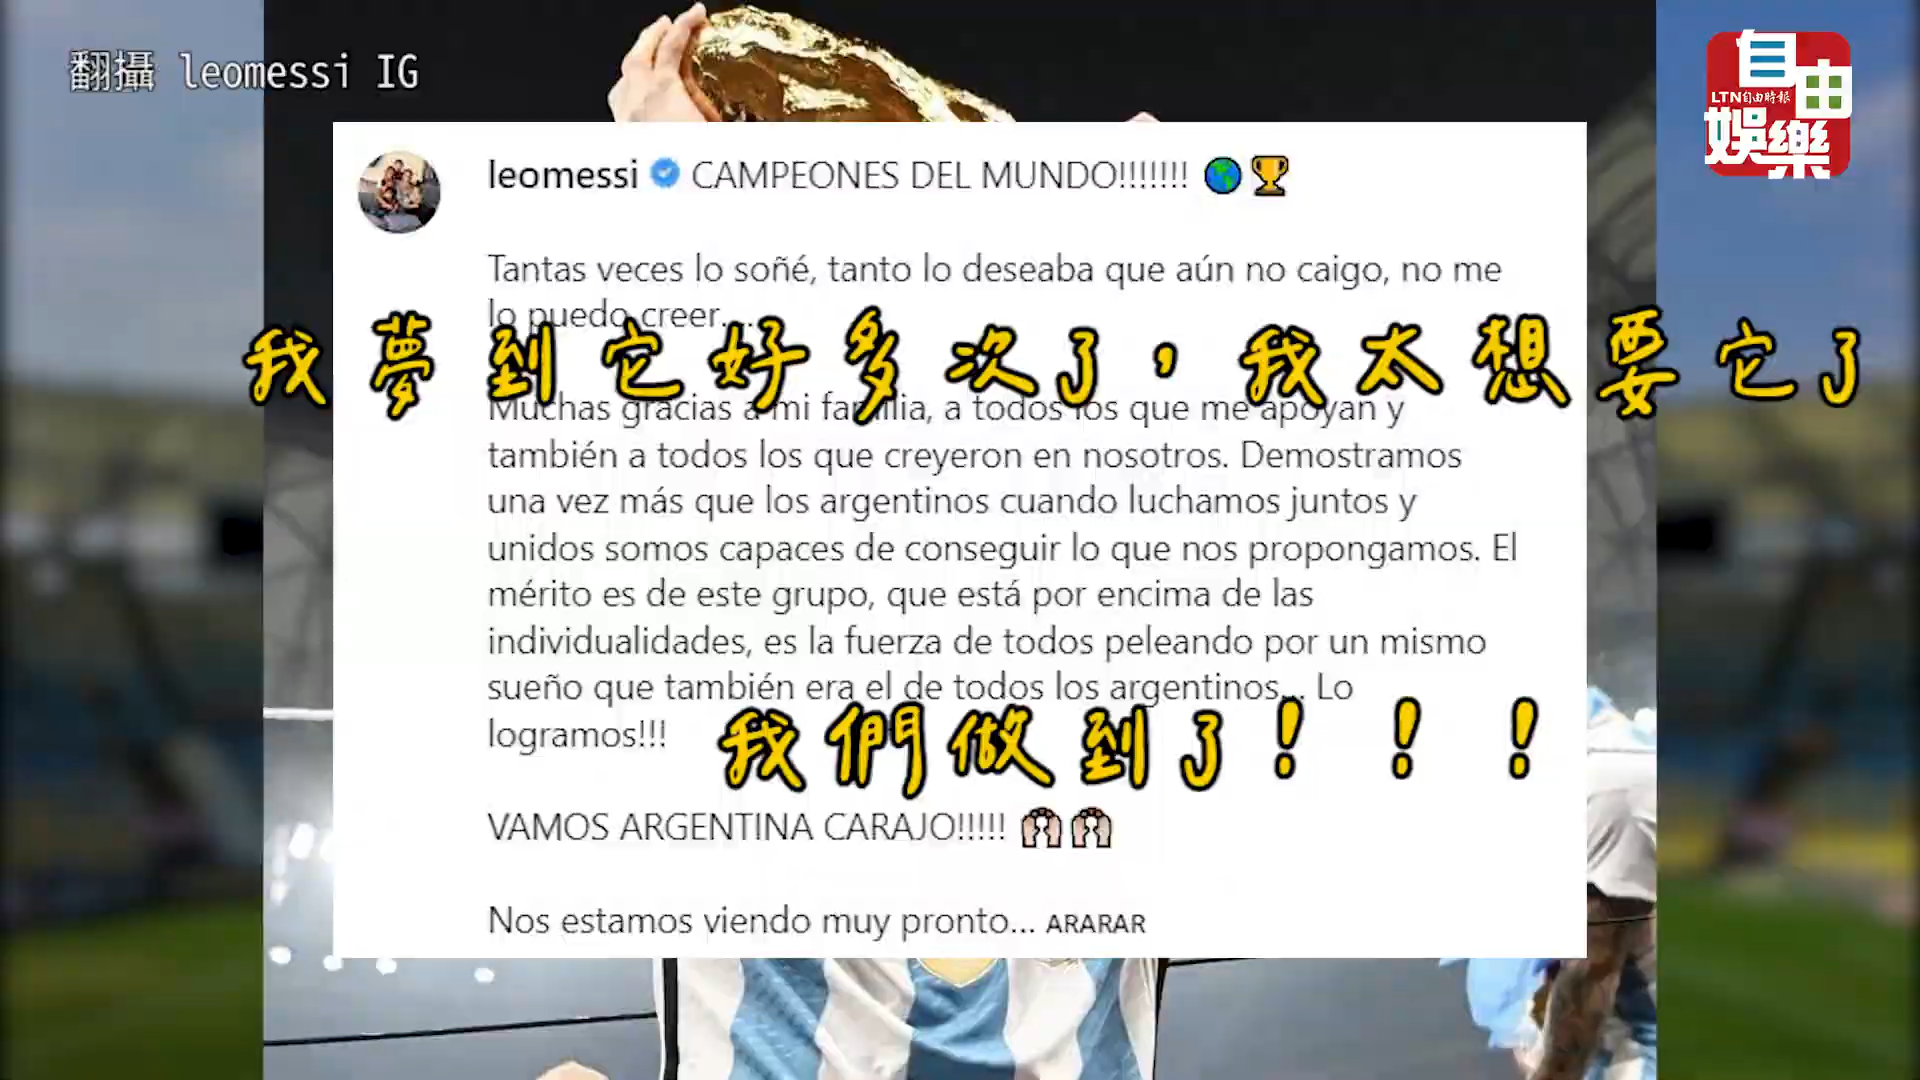 翻攝 leomessi IG
自由
LTN自由時報
娛樂
leomessi CAMPEONES DEL MUNDO!!!!!!! 🌎🏆
Tantas veces lo soñé, tanto lo deseaba que aún no caigo, no me
lo puedo creer....
我夢到它好多次了，我太想要它了
Muchas gracias a mi familia, a todos los que me apoyan y
también a todos los que creyeron en nosotros. Demostramos
una vez más que los argentinos cuando luchamos juntos y
unidos somos capaces de conseguir lo que nos propongamos. El
mérito es de este grupo, que está por encima de las
individualidades, es la fuerza de todos peleando por un mismo
sueño que también era el de todos los argentinos... Lo
logramos!!!
我們做到了！！！
VAMOS ARGENTINA CARAJO!!!!! 🙌🙌
Nos estamos viendo muy pronto... ARARAR